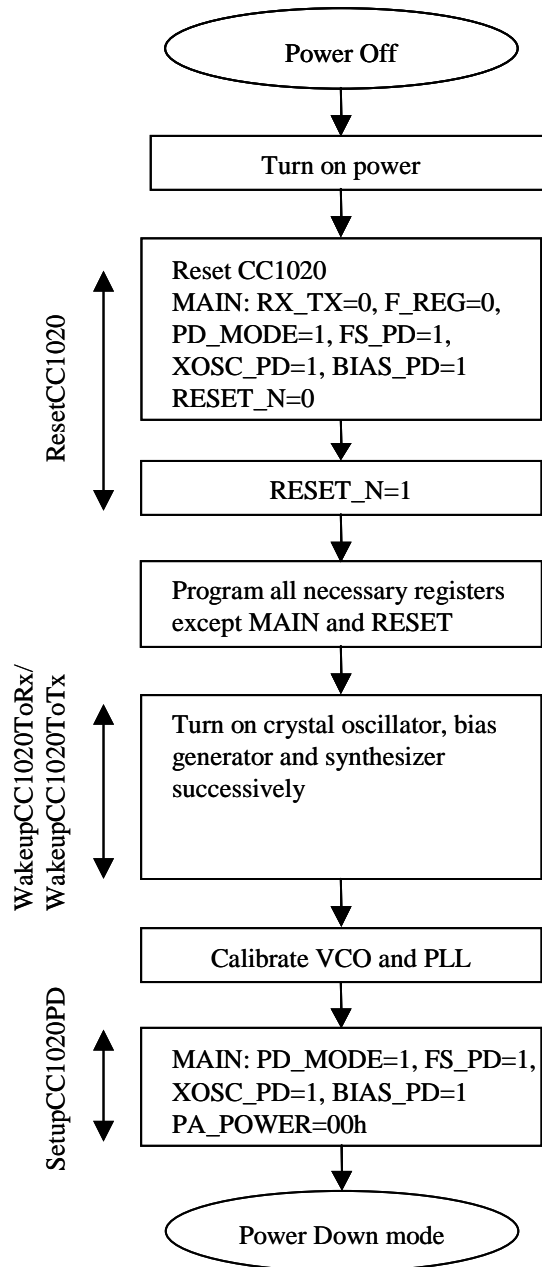 Power Off
Turn on power
ResetCC1020
Reset CC1020
MAIN: RX_TX=0, F_REG=0,
PD_MODE=1, FS_PD=1,
XOSC_PD=1, BIAS_PD=1
RESET_N=0
RESET_N=1
Program all necessary registers
except MAIN and RESET
WakeupCC1020ToRx/
WakeupCC1020ToTx
Turn on crystal oscillator, bias
generator and synthesizer
successively
Calibrate VCO and PLL
SetupCC1020PD
MAIN: PD_MODE=1, FS_PD=1,
XOSC_PD=1, BIAS_PD=1
PA_POWER=00h
Power Down mode